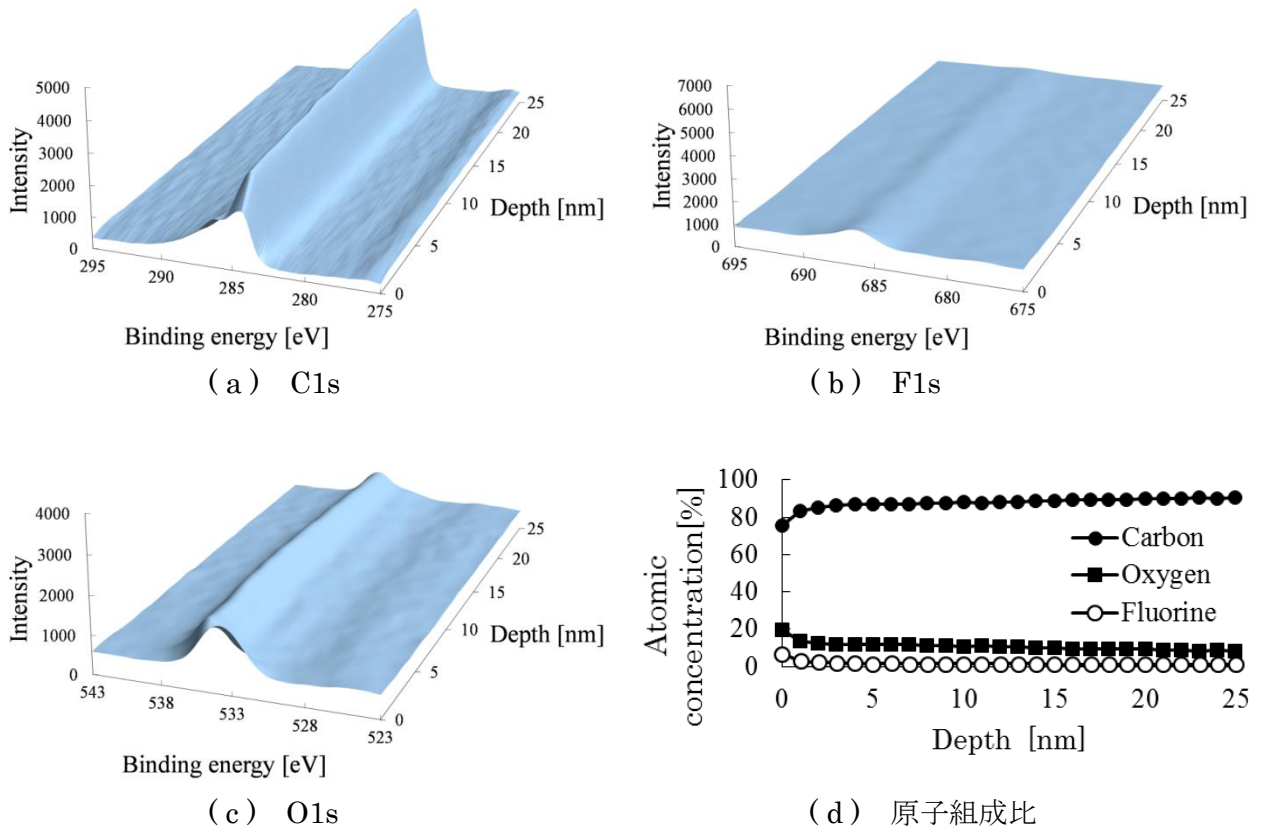 5000
4000
3000
2000
1000
0
Intensity
295
290
285
280
275
Binding energy [eV]
25
20
15
10
5
0
Depth [nm]
(a) C1s
7000
6000
5000
4000
3000
2000
1000
0
Intensity
695
690
685
680
675
Binding energy [eV]
25
20
15
10
5
0
Depth [nm]
(b) F1s
4000
3000
2000
1000
0
Intensity
543
538
533
528
523
Binding energy [eV]
25
20
15
10
5
0
Depth [nm]
(c) O1s
100
80
60
40
20
0
Atomic
concentration[%]
Carbon
Oxygen
Fluorine
0 5 10 15 20 25
Depth [nm]
(d) 原子組成比